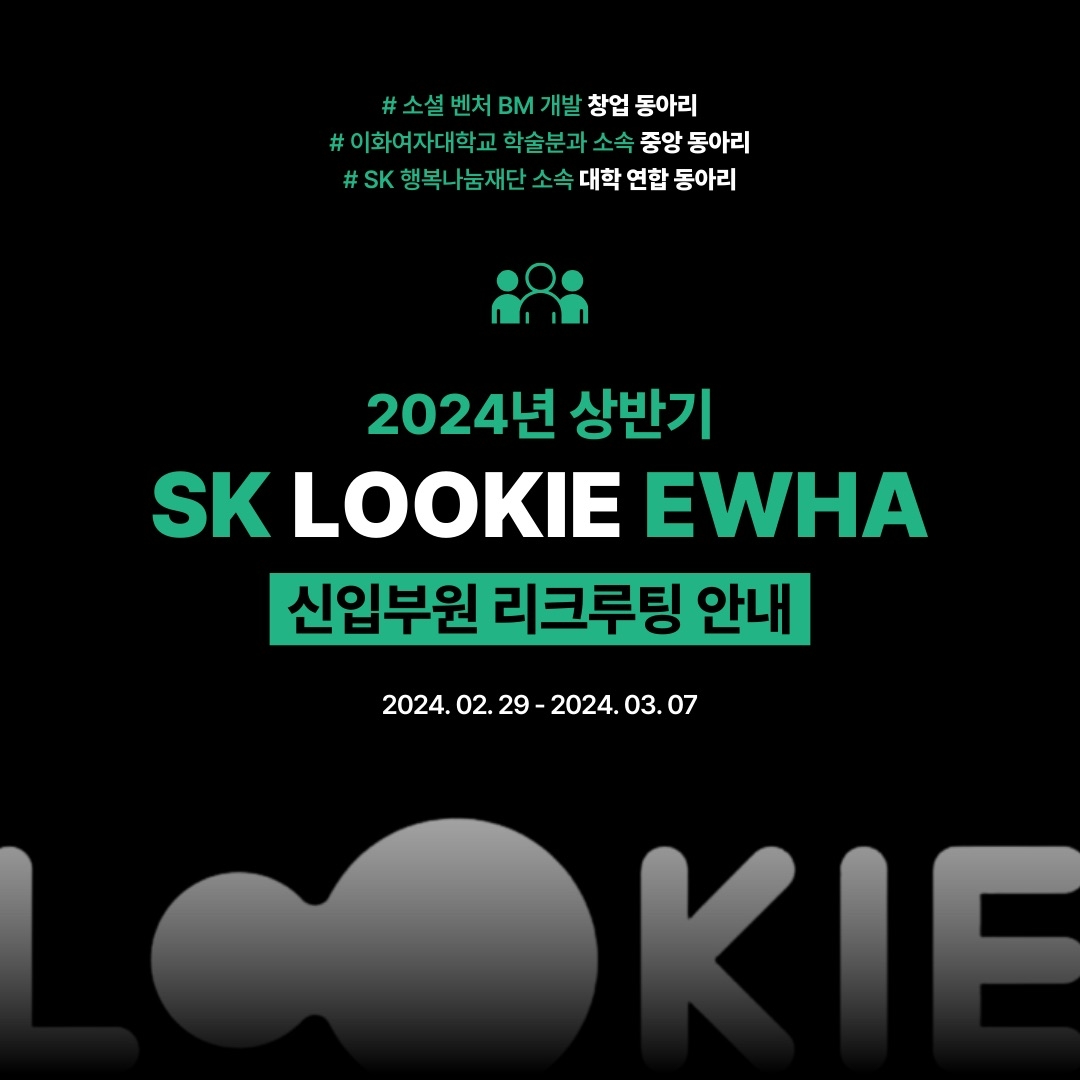 # 소셜 벤처 BM 개발 창업 동아리
# 이화여자대학교 학술분과 소속 중앙 동아리
# SK 행복나눔재단 소속 대학 연합 동아리
2024년 상반기
SK LOOKIE EWHA
신입부원 리크루팅 안내
2024. 02. 29 - 2024. 03. 07
LOOKIE